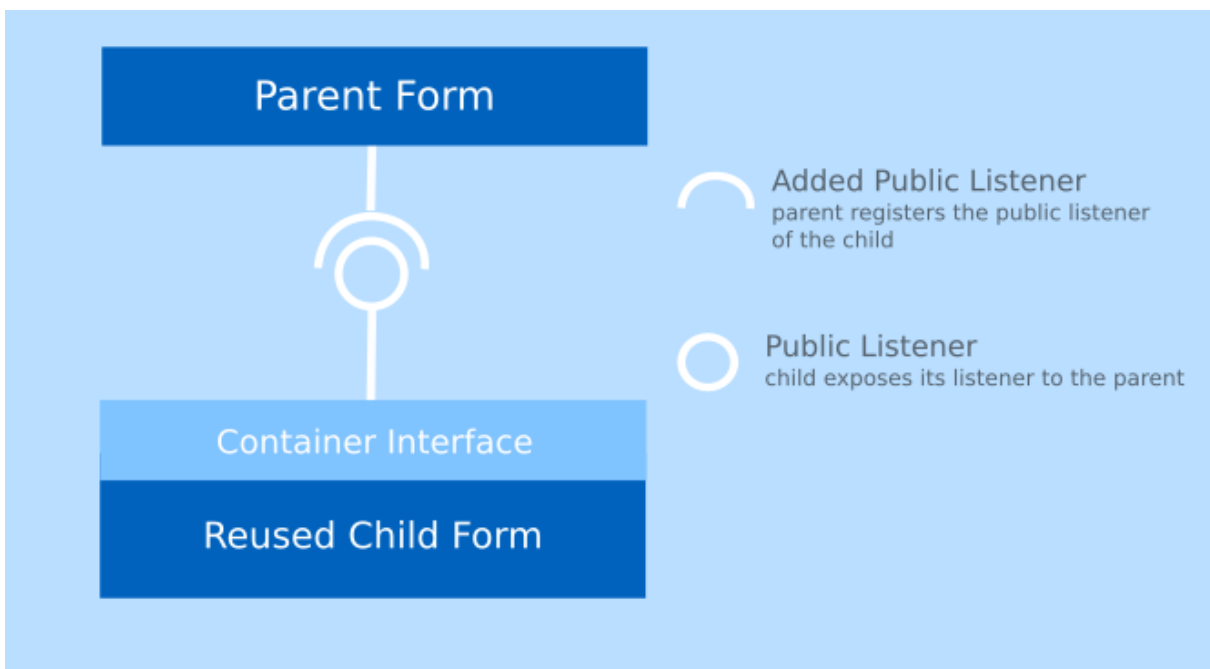 Parent Form
Added Public Listener
parent registers the public listener
of the child
Public Listener
child exposes its listener to the parent
Container Interface
Reused Child Form